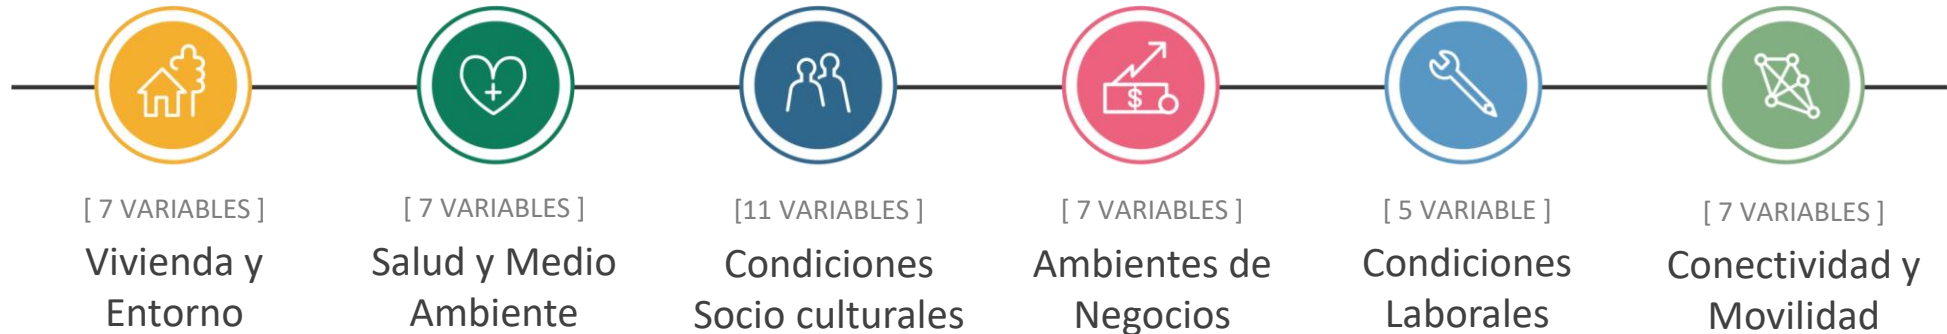 $
[ 7 VARIABLES ]
Vivienda y
Entorno
[ 7 VARIABLES ]
Salud y Medio
Ambiente
[11 VARIABLES ]
Condiciones
Socio culturales
[ 7 VARIABLES ]
Ambientes de
Negocios
[ 5 VARIABLE ]
Condiciones
Laborales
[ 7 VARIABLES ]
Conectividad y
Movilidad